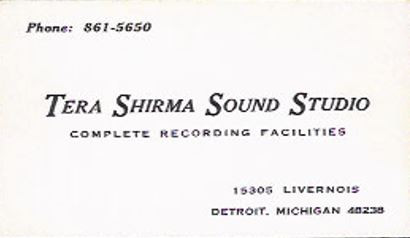 Phone: 861-5650
TERA SHIRMA SOUND STUDIO
COMPLETE RECORDING FACILITIES
15305 LIVERNOIS
DETROIT, MICHIGAN 48238